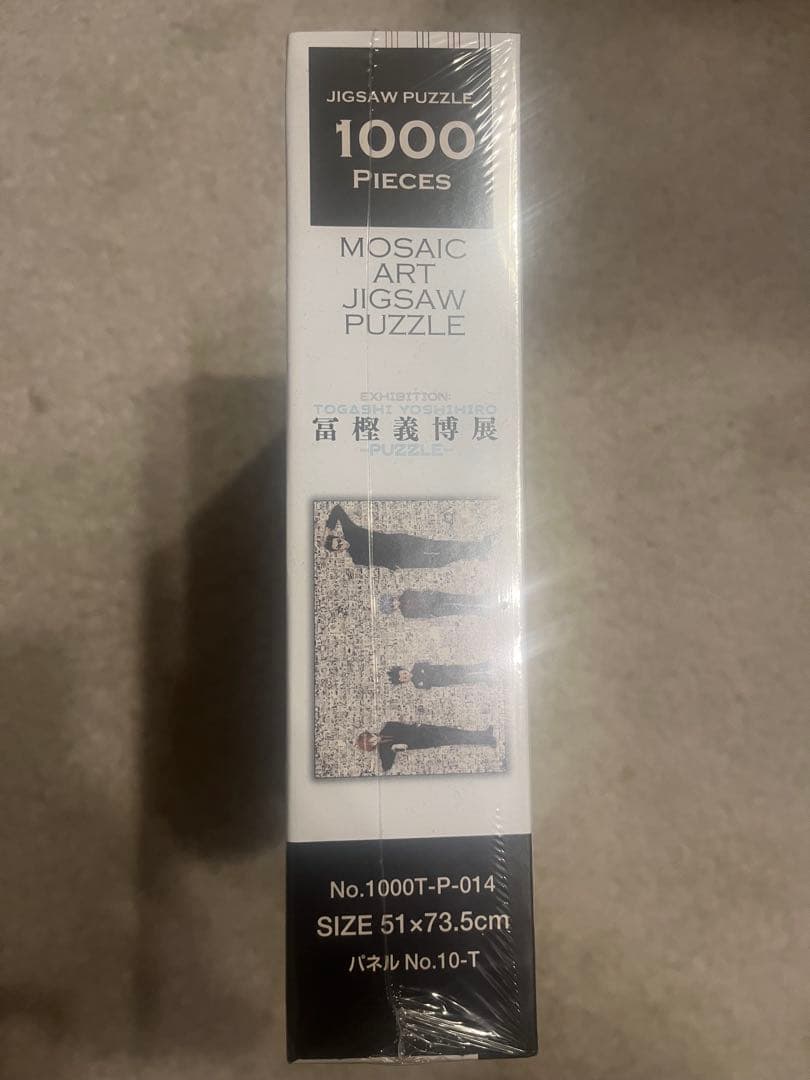 JIGSAW PUZZLE
1000
PIECES
MOSAIC
ART
JIGSAW
PUZZLE
EXHIBITION:
TOGASHI YOSHIHIRO
冨樫義博展
-PUZZLE-
No.1000T-P-014
SIZE 51×73.5cm
パネル No.10-T